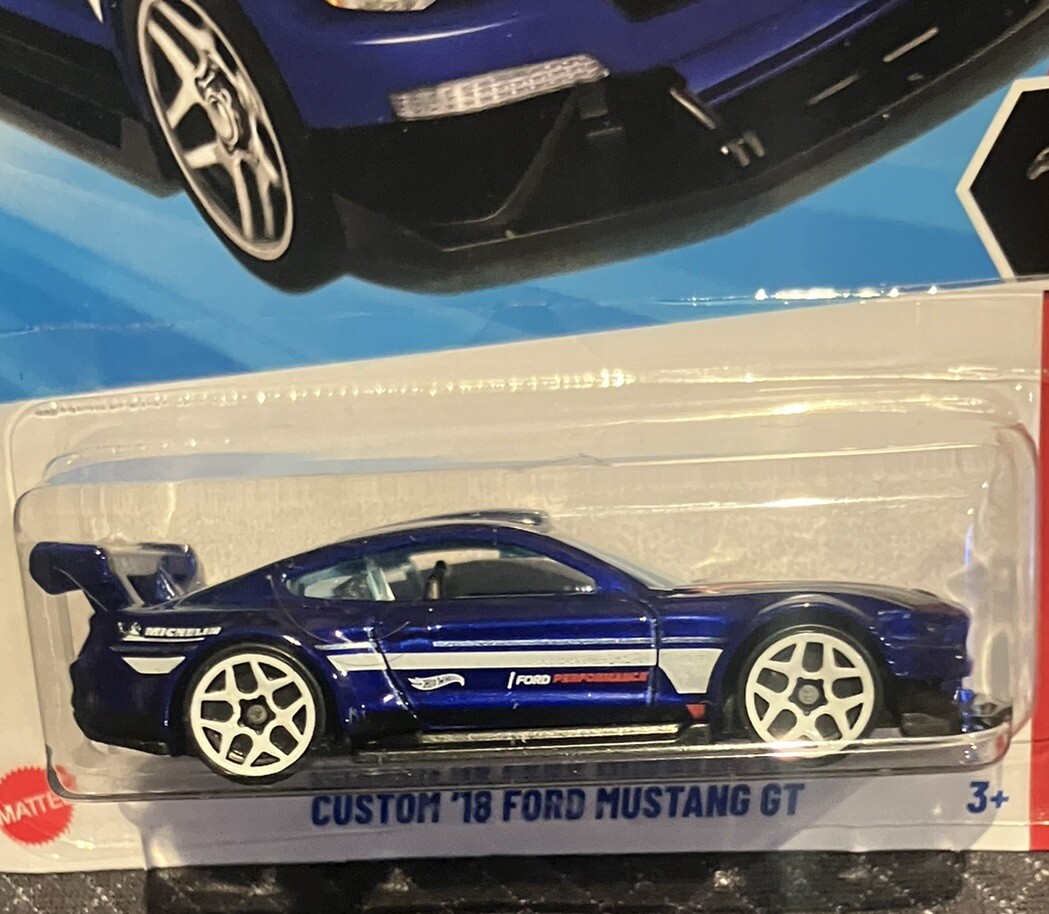 MICHELIN
Hot Wheels
FORD PERFORMANCE
MATTEL
CUSTOM '18 FORD MUSTANG GT
3+